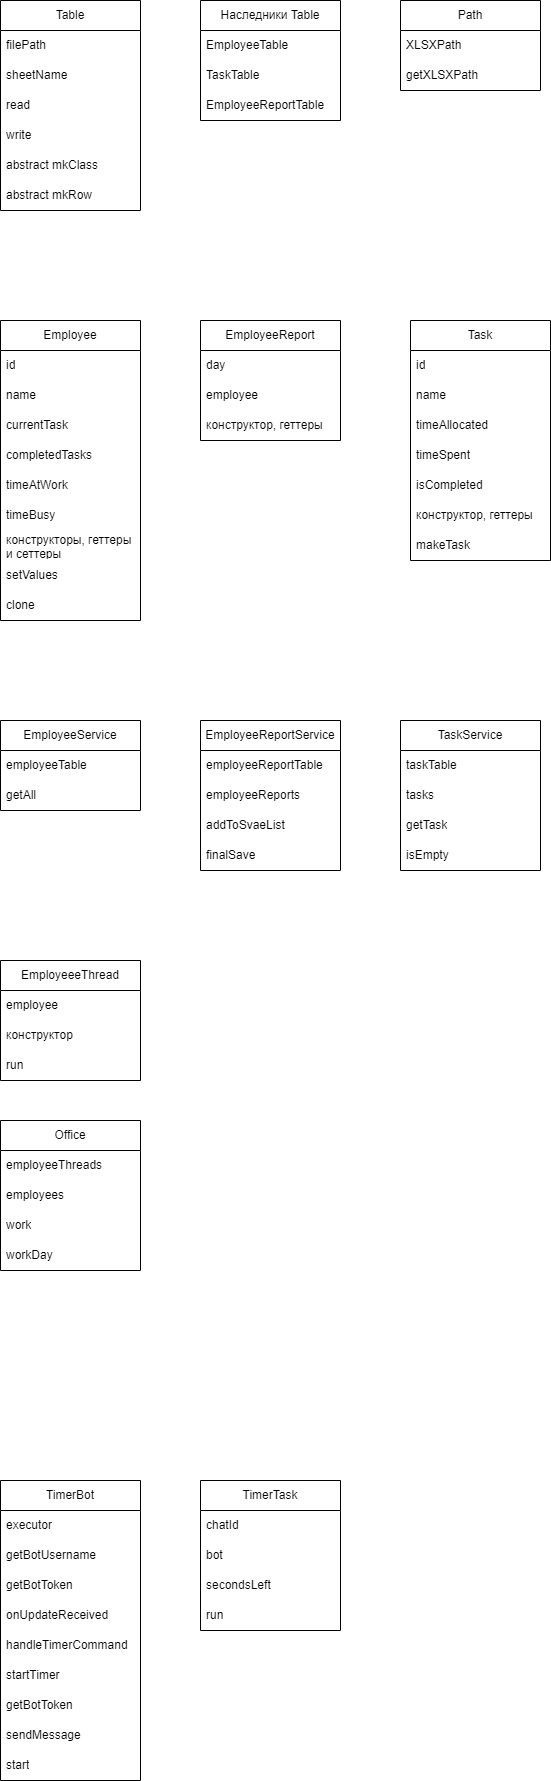 Table
filePath
sheetName
read
write
abstract mkClass
abstract mkRow
Наследники Table
EmployeeTable
TaskTable
EmployeeReportTable
Path
XLSXPath
getXLSXPath
Employee
id
name
currentTask
completedTasks
timeAtWork
timeBusy
конструкторы, геттеры
и сеттеры
setValues
clone
EmployeeReport
day
employee
конструктор, геттеры
Task
id
name
timeAllocated
timeSpent
isCompleted
конструктор, геттеры
makeTask
EmployeeService
employeeTable
getAll
EmployeeReportService
employeeReportTable
employeeReports
addToSvaeList
finalSave
TaskService
taskTable
tasks
getTask
isEmpty
EmployeeeThread
employee
конструктор
run
Office
employeeThreads
employees
work
workDay
TimerBot
executor
getBotUsername
getBotToken
onUpdateReceived
handleTimerCommand
startTimer
getBotToken
sendMessage
start
TimerTask
chatId
bot
secondsLeft
run